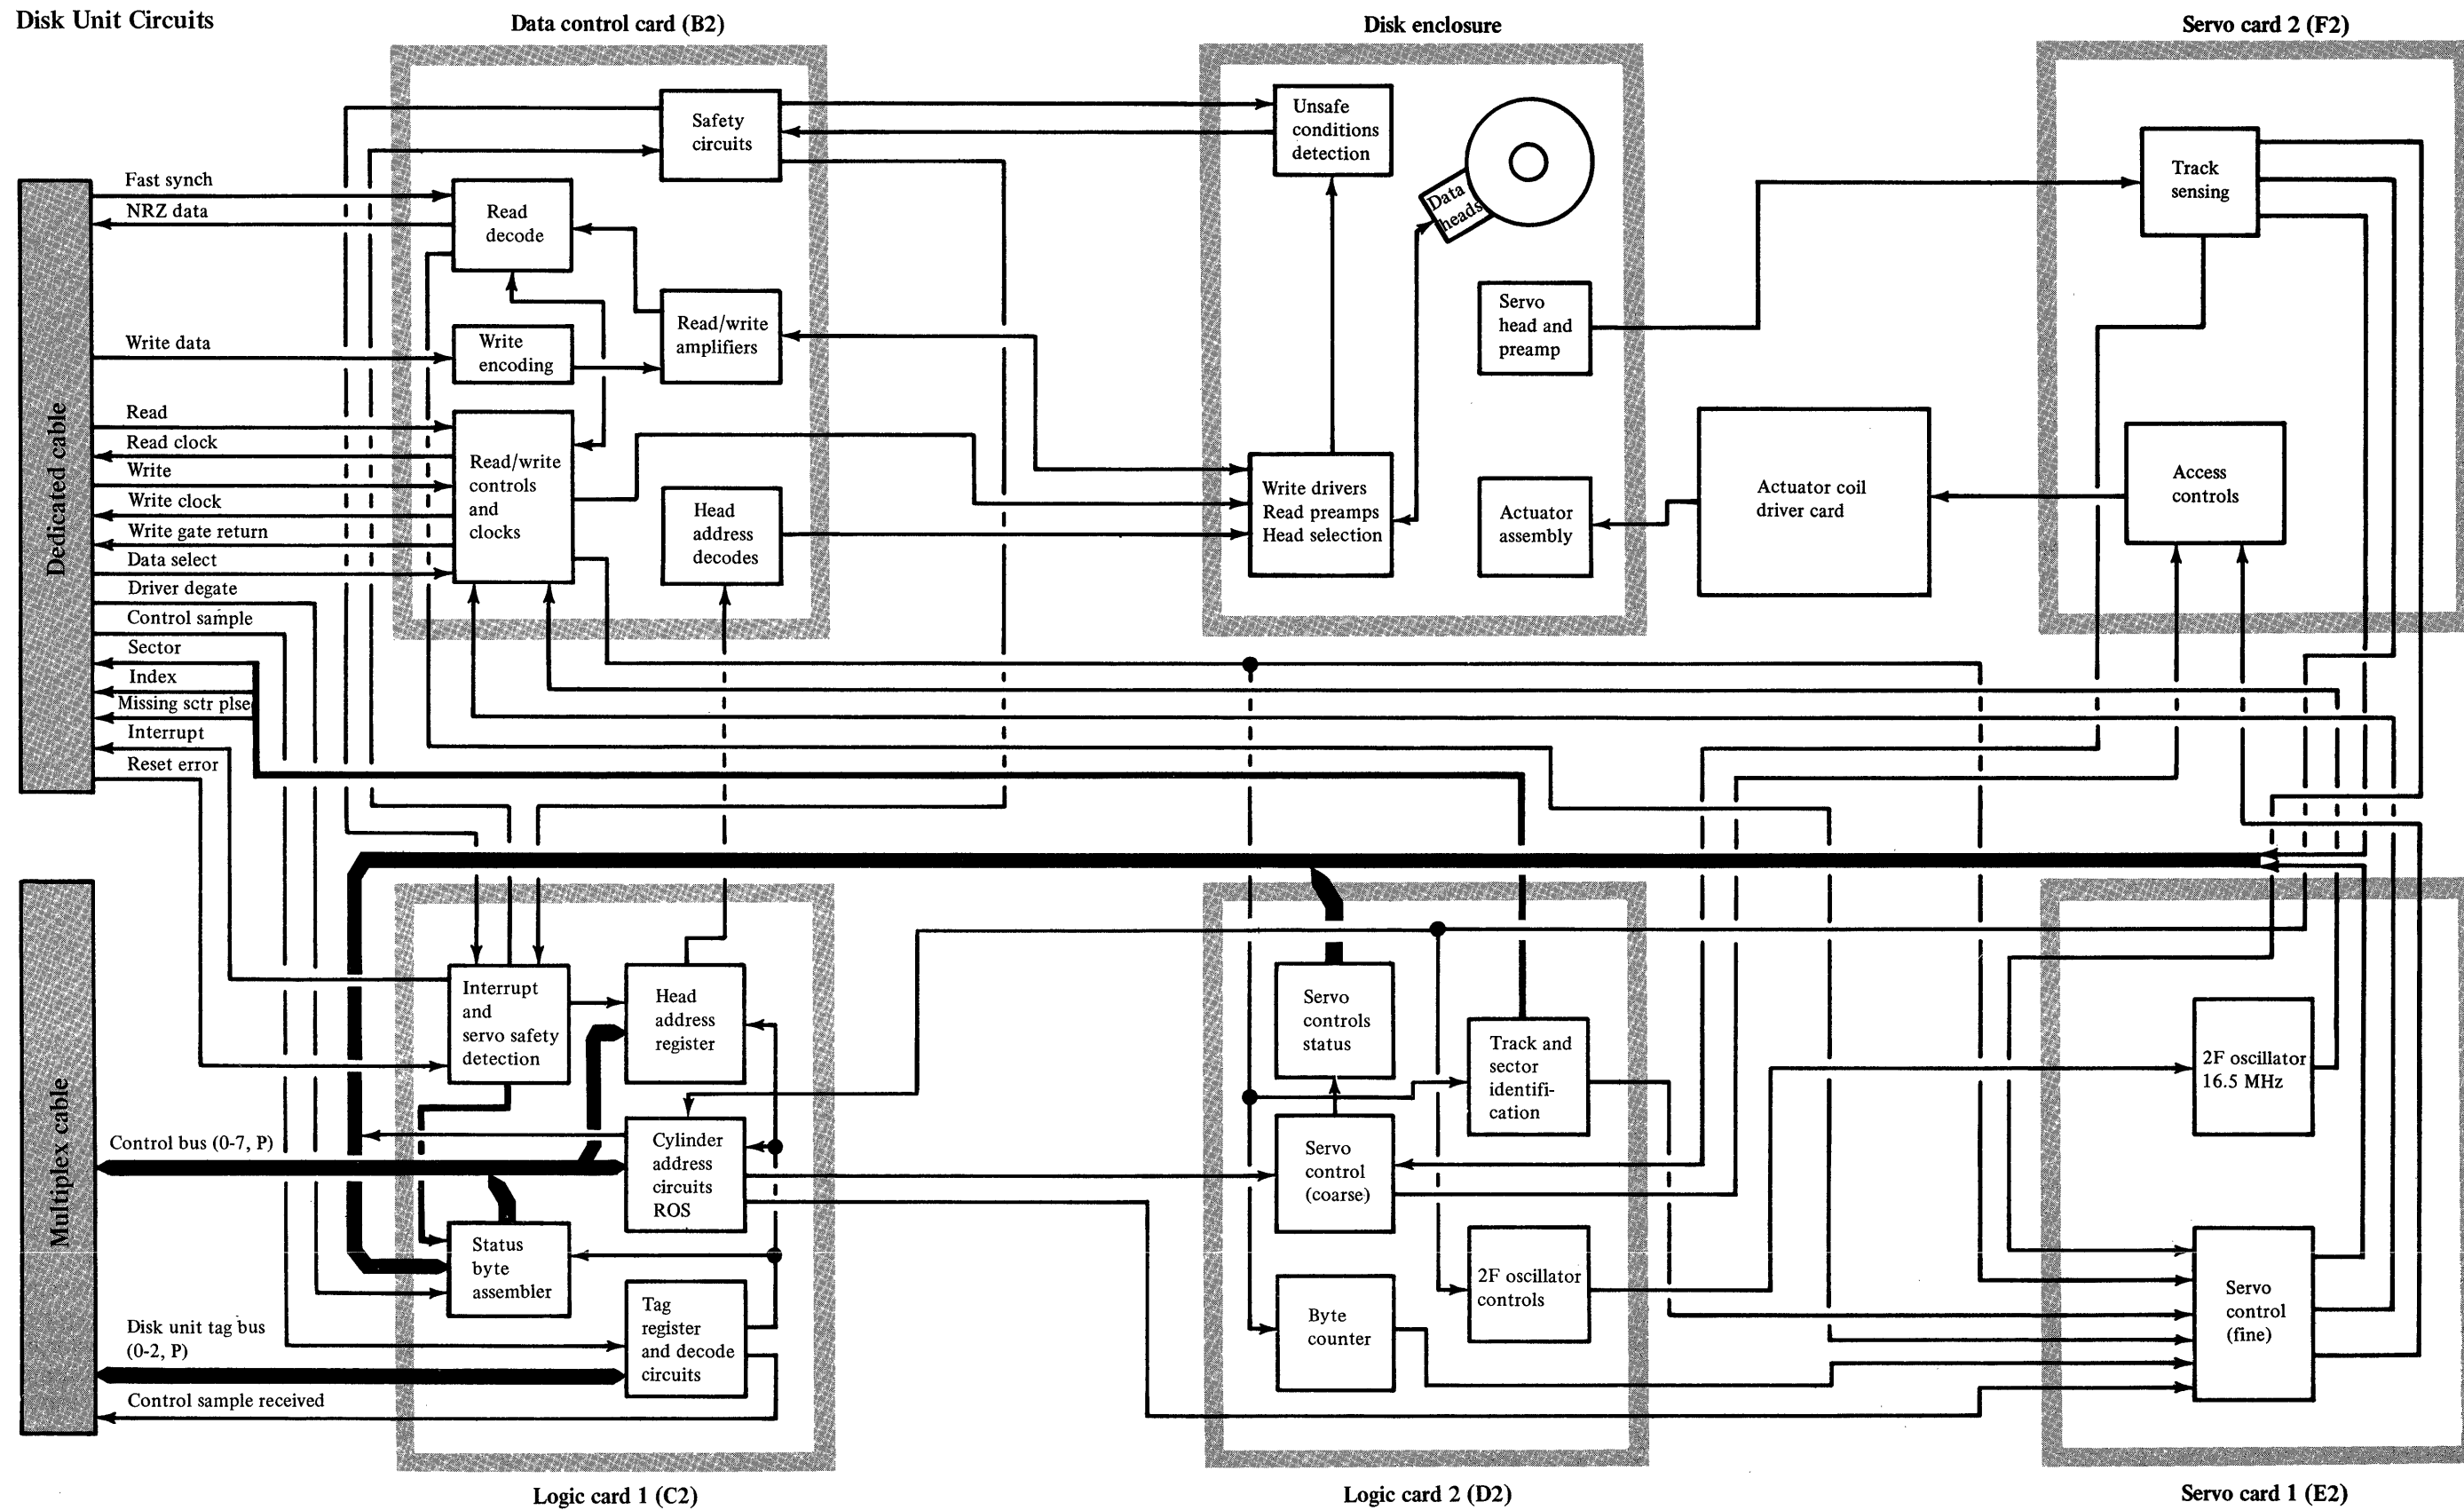 Disk Unit Circuits
Data control card (B2)
Disk enclosure
Servo card 2 (F2)
Safety
circuits
Unsafe
conditions
detection
Data
heads
Track
sensing
Dedicated cable
Fast synch
NRZ data
Read
decode
Servo
head and
preamp
Write data
Write
encoding
Read/write
amplifiers
Read
Read clock
Write
Write clock
Write gate return
Data select
Driver degate
Control sample
Sector
Index
Missing sctr plse
Interrupt
Reset error
Read/write
controls
and
clocks
Head
address
decodes
Write drivers
Read preamps
Head selection
Actuator
assembly
Actuator coil
driver card
Access
controls
Multiplex cable
Interrupt
and
servo safety
detection
Head
address
register
Servo
controls
status
Track and
sector
identifi-
cation
2F oscillator
16.5 MHz
Control bus (0-7, P)
Cylinder
address
circuits
ROS
Servo
control
(coarse)
Status
byte
assembler
Tag
register
and decode
circuits
Byte
counter
2F oscillator
controls
Servo
control
(fine)
Disk unit tag bus
(0-2, P)
Control sample received
Logic card 1 (C2)
Logic card 2 (D2)
Servo card 1 (E2)